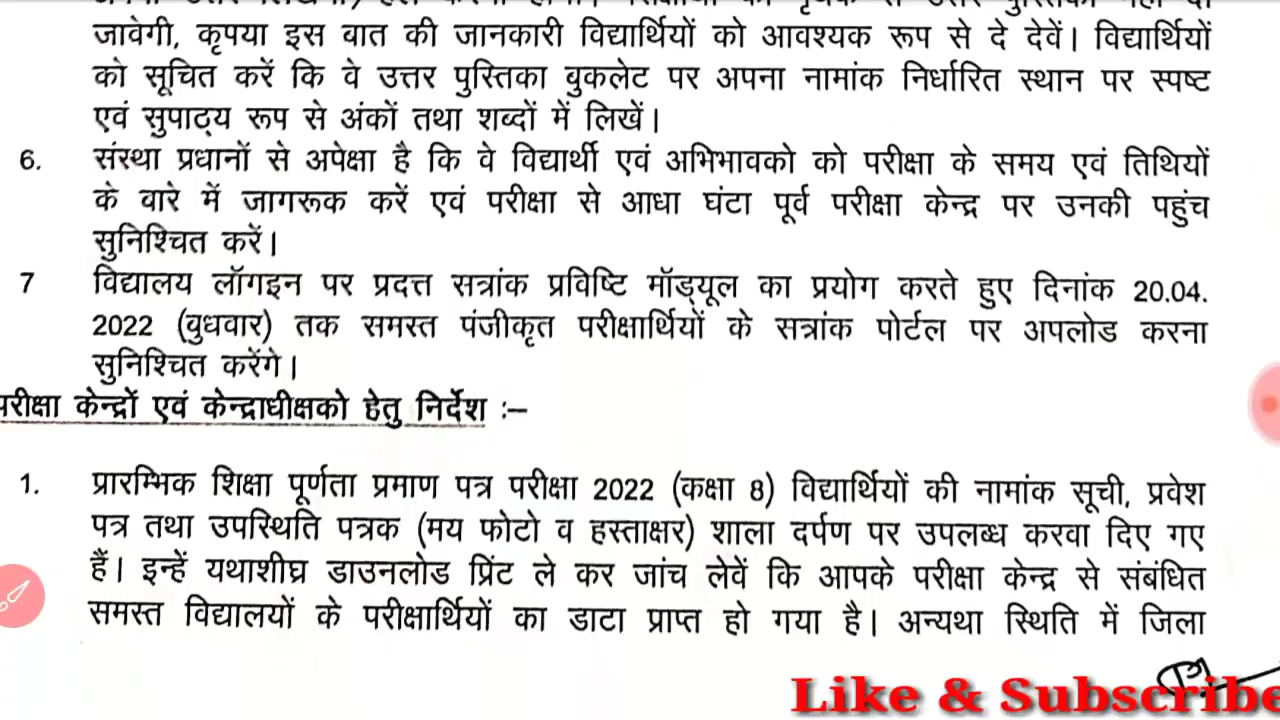 जावेगी, कृपया इस बात की जानकारी विद्यार्थियों को आवश्यक रूप से दे देवें। विद्यार्थियों
को सूचित करें कि वे उत्तर पुस्तिका बुकलेट पर अपना नामांक निर्धारित स्थान पर स्पष्ट
एवं सुपाठ्य रूप से अंकों तथा शब्दों में लिखें।
6. संस्था प्रधानों से अपेक्षा है कि वे विद्यार्थी एवं अभिभावको को परीक्षा के समय एवं तिथियों
के बारे में जागरूक करें एवं परीक्षा से आधा घंटा पूर्व परीक्षा केन्द्र पर उनकी पहुंच
सुनिश्चित करें।
7 विद्यालय लॉगइन पर प्रदत्त सत्रांक प्रविष्टि मॉड्यूल का प्रयोग करते हुए दिनांक 20.04.
2022 (बुधवार) तक समस्त पंजीकृत परीक्षार्थियों के सत्रांक पोर्टल पर अपलोड करना
सुनिश्चित करेंगे।
परीक्षा केन्द्रों एवं केन्द्राधीक्षको हेतु निर्देश :–
1. प्रारम्भिक शिक्षा पूर्णता प्रमाण पत्र परीक्षा 2022 (कक्षा 8) विद्यार्थियों की नामांक सूची, प्रवेश
पत्र तथा उपस्थिति पत्रक (मय फोटो व हस्ताक्षर) शाला दर्पण पर उपलब्ध करवा दिए गए
हैं। इन्हें यथाशीघ्र डाउनलोड प्रिंट ले कर जांच लेवें कि आपके परीक्षा केन्द्र से संबंधित
समस्त विद्यालयों के परीक्षार्थियों का डाटा प्राप्त हो गया है। अन्यथा स्थिति में जिला
Like & Subscribe